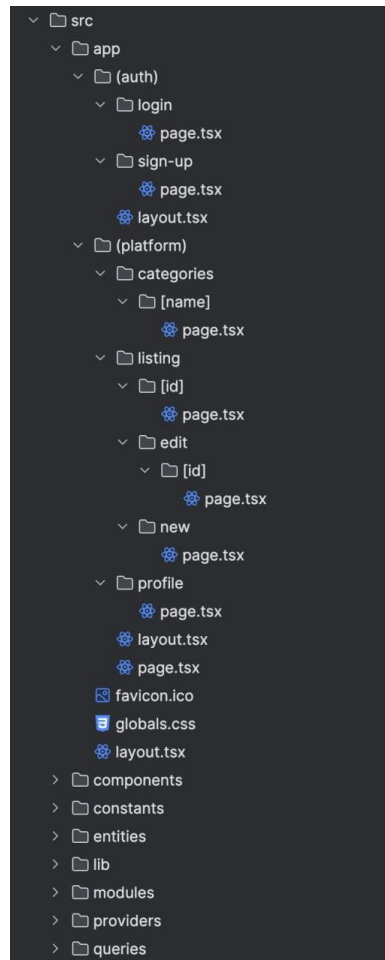 src
app
(auth)
login
page.tsx
sign-up
page.tsx
layout.tsx
(platform)
categories
[name]
page.tsx
listing
[id]
page.tsx
edit
[id]
page.tsx
new
page.tsx
profile
page.tsx
layout.tsx
page.tsx
favicon.ico
globals.css
layout.tsx
components
constants
entities
lib
modules
providers
queries